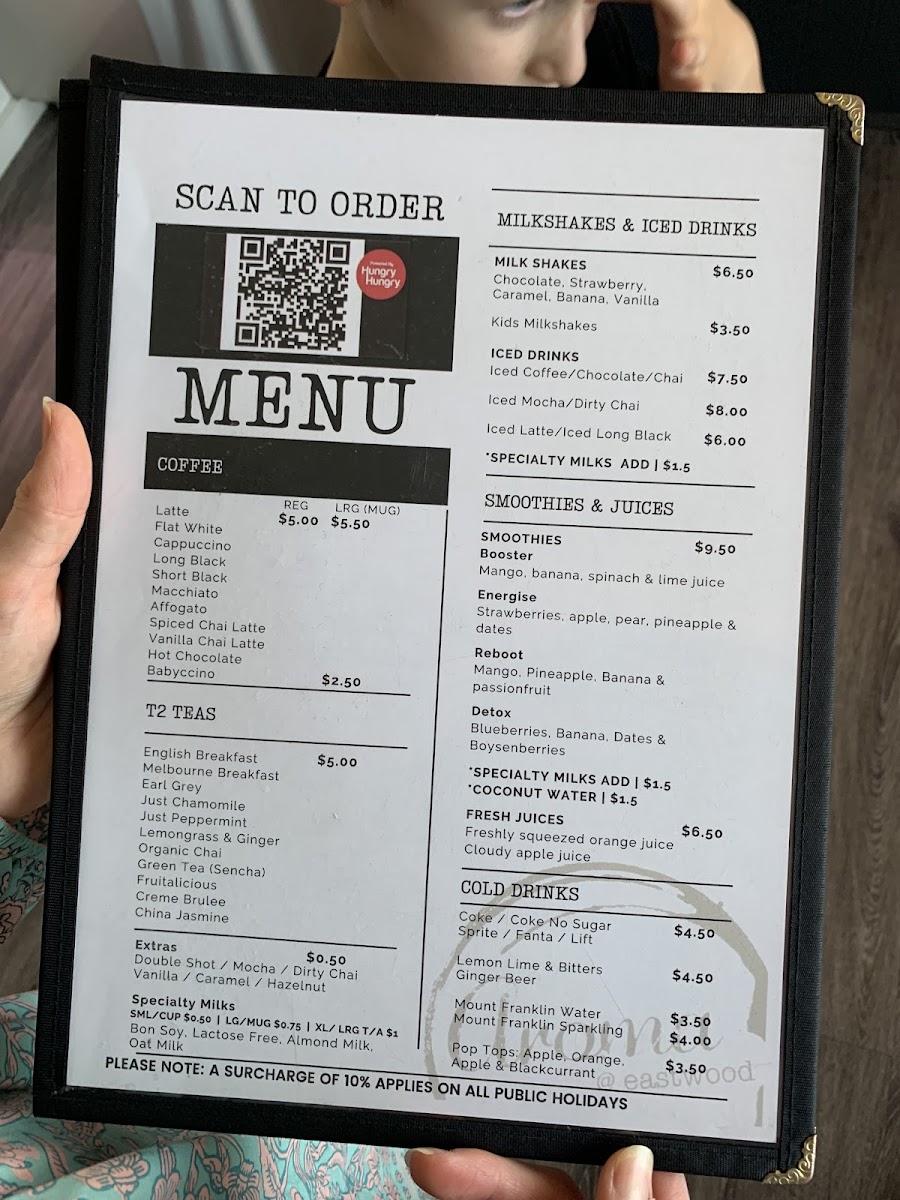 SCAN TO ORDER
Powered By
Hungry
Hungry
MENU
COFFEE
REG LRG (MUG)
Latte $5.00 $5.50
Flat White
Cappuccino
Long Black
Short Black
Macchiato
Affogato
Spiced Chai Latte
Vanilla Chai Latte
Hot Chocolate
Babyccino $2.50
T2 TEAS
English Breakfast $5.00
Melbourne Breakfast
Earl Grey
Just Chamomile
Just Peppermint
Lemongrass & Ginger
Organic Chai
Green Tea (Sencha)
Fruitalicious
Creme Brulee
China Jasmine
Extras $0.50
Double Shot / Mocha / Dirty Chai
Vanilla / Caramel / Hazelnut
Specialty Milks
SML/CUP $0.50 | LG/MUG $0.75 | XL/ LRG T/A $1
Bon Soy, Lactose Free, Almond Milk,
Oat Milk
MILKSHAKES & ICED DRINKS
MILK SHAKES $6.50
Chocolate, Strawberry,
Caramel, Banana, Vanilla
Kids Milkshakes $3.50
ICED DRINKS
Iced Coffee/Chocolate/Chai $7.50
Iced Mocha/Dirty Chai $8.00
Iced Latte/Iced Long Black $6.00
*SPECIALTY MILKS ADD | $1.5
SMOOTHIES & JUICES
SMOOTHIES $9.50
Booster
Mango, banana, spinach & lime juice
Energise
Strawberries, apple, pear, pineapple &
dates
Reboot
Mango, Pineapple, Banana &
passionfruit
Detox
Blueberries, Banana, Dates &
Boysenberries
*SPECIALTY MILKS ADD | $1.5
*COCONUT WATER | $1.5
FRESH JUICES $6.50
Freshly squeezed orange juice
Cloudy apple juice
COLD DRINKS
Coke / Coke No Sugar $4.50
Sprite / Fanta / Lift
Lemon Lime & Bitters $4.50
Ginger Beer
Mount Franklin Water $3.50
Mount Franklin Sparkling $4.00
Pop Tops: Apple, Orange, $3.50
Apple & Blackcurrant
aroma
@ eastwood
PLEASE NOTE: A SURCHARGE OF 10% APPLIES ON ALL PUBLIC HOLIDAYS